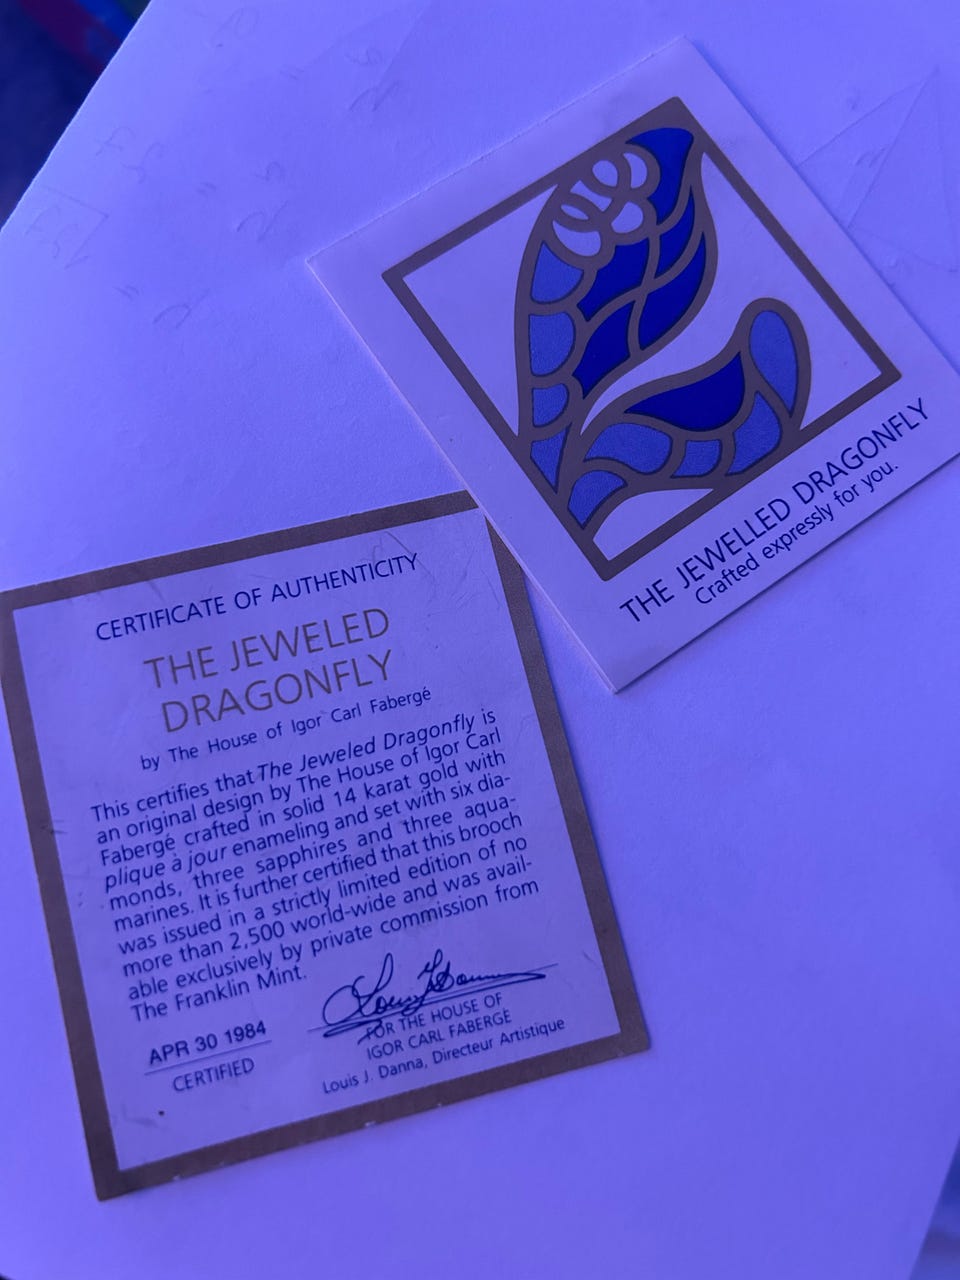 THE JEWELLED DRAGONFLY
Crafted expressly for you.
CERTIFICATE OF AUTHENTICITY
THE JEWELED
DRAGONFLY
by The House of Igor Carl Fabergé
This certifies that The Jeweled Dragonfly is
an original design by The House of Igor Carl
Fabergé crafted in solid 14 karat gold with
plique à jour enameling and set with six dia-
monds, three sapphires and three aqua-
marines. It is further certified that this brooch
was issued in a strictly limited edition of no
more than 2,500 world-wide and was avail-
able exclusively by private commission from
The Franklin Mint.
APR 30 1984
CERTIFIED
FOR THE HOUSE OF
IGOR CARL FABERGÉ
Louis J. Danna, Directeur Artistique